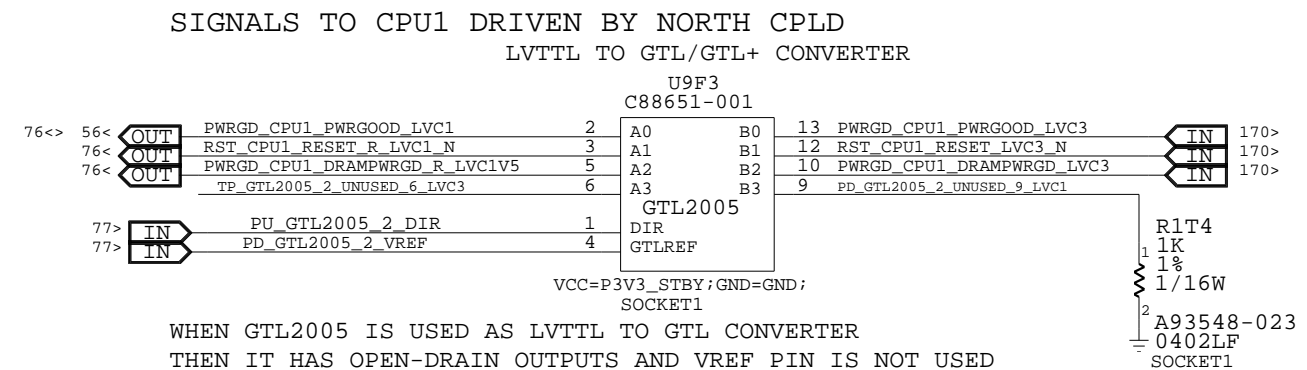 SIGNALS TO CPU1 DRIVEN BY NORTH CPLD
LVTTL TO GTL/GTL+ CONVERTER
U9F3
C88651-001
76<> 56< OUT PWRGD_CPU1_PWRGOOD_LVC1 2 A0 B0 13 PWRGD_CPU1_PWRGOOD_LVC3 IN 170>
76< OUT RST_CPU1_RESET_R_LVC1_N 3 A1 B1 12 RST_CPU1_RESET_LVC3_N IN 170>
76< OUT PWRGD_CPU1_DRAMPWRGD_R_LVC1V5 5 A2 B2 10 PWRGD_CPU1_DRAMPWRGD_LVC3 IN 170>
TP_GTL2005_2_UNUSED_6_LVC3 6 A3 B3 9 PD_GTL2005_2_UNUSED_9_LVC1
GTL2005
77> IN PU_GTL2005_2_DIR 1 DIR
77> IN PD_GTL2005_2_VREF 4 GTLREF
R1T4
1 1K
1%
1/16W
2 A93548-023
0402LF
SOCKET1
VCC=P3V3_STBY;GND=GND;
SOCKET1
WHEN GTL2005 IS USED AS LVTTL TO GTL CONVERTER
THEN IT HAS OPEN-DRAIN OUTPUTS AND VREF PIN IS NOT USED